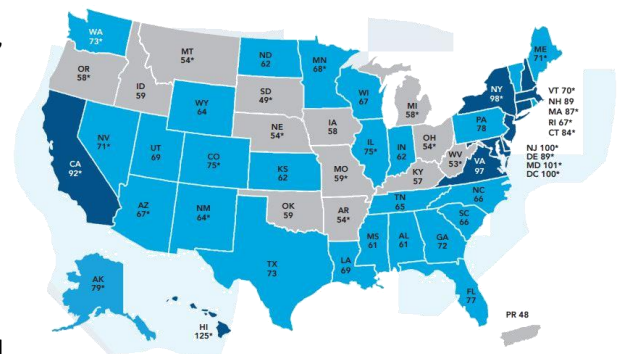 WA
73*
OR
58*
MT
54*
ID
59
ND
62
MN
68*
SD
49*
WY
64
WI
67
MI
58*
NY
98*
ME
71*
VT 70*
NH 89
MA 87*
RI 67*
CT 84*
NJ 100*
DE 89*
MD 101*
DC 100*
PA
78
NV
71*
UT
69
CO
75*
NE
54*
IA
58
IL
75*
IN
62
OH
54*
WV
53*
VA
97
CA
92*
KS
62
MO
59*
KY
57
NC
66
TN
65
SC
66
AZ
67*
NM
64*
OK
59
AR
54*
MS
61
AL
61
GA
72
TX
73
LA
69
FL
77
AK
79*
HI
125*
PR 48